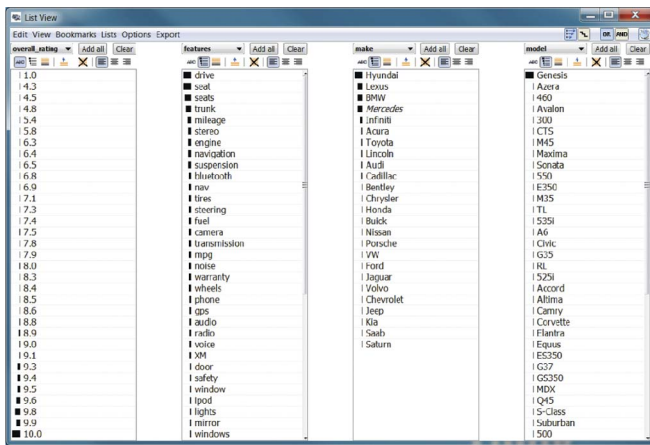 List View
Edit View Bookmarks Lists Options Export
OR AND
overall_rating Add all Clear
ABC
1.0
4.3
4.5
4.8
5.4
5.8
6.3
6.4
6.5
6.8
6.9
7.1
7.3
7.4
7.5
7.8
7.9
8.0
8.3
8.4
8.5
8.6
8.8
8.9
9.0
9.1
9.3
9.4
9.5
9.6
9.8
9.9
10.0
features Add all Clear
ABC
drive
seat
seats
trunk
mileage
stereo
engine
navigation
suspension
bluetooth
nav
tires
steering
fuel
camera
transmission
mpg
noise
warranty
wheels
phone
gps
audio
radio
voice
XM
door
safety
window
Ipod
lights
mirror
windows
make Add all Clear
ABC
Hyundai
Lexus
BMW
Mercedes
Infiniti
Acura
Toyota
Lincoln
Audi
Cadillac
Bentley
Chrysler
Honda
Buick
Nissan
Porsche
VW
Ford
Jaguar
Volvo
Chevrolet
Jeep
Kia
Saab
Saturn
model Add all Clear
ABC
Genesis
Azera
460
Avalon
300
CTS
M45
Maxima
Sonata
550
E350
M35
TL
535i
A6
Civic
G35
RL
525i
Accord
Altima
Camry
Corvette
Elantra
Equus
ES350
G37
GS350
MDX
Q45
S-Class
Suburban
500